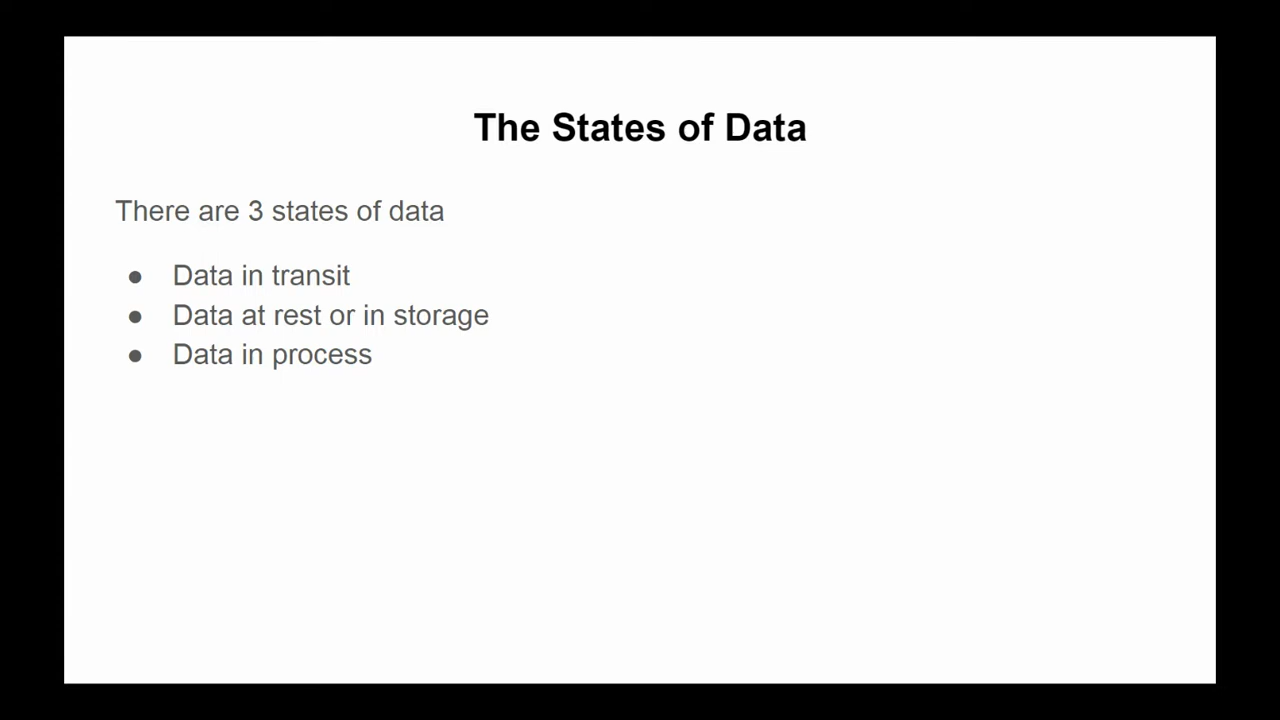 The States of Data
There are 3 states of data
● Data in transit
● Data at rest or in storage
● Data in process